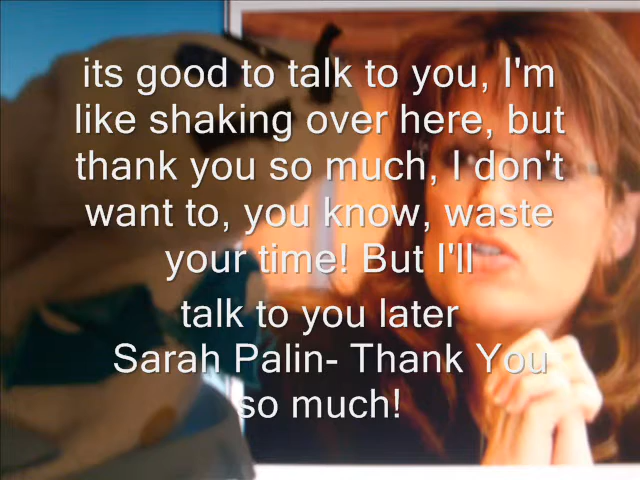 its good to talk to you, I'm
like shaking over here, but
thank you so much, I don't
want to, you know, waste
your time! But I'll
talk to you later
Sarah Palin- Thank You
so much!